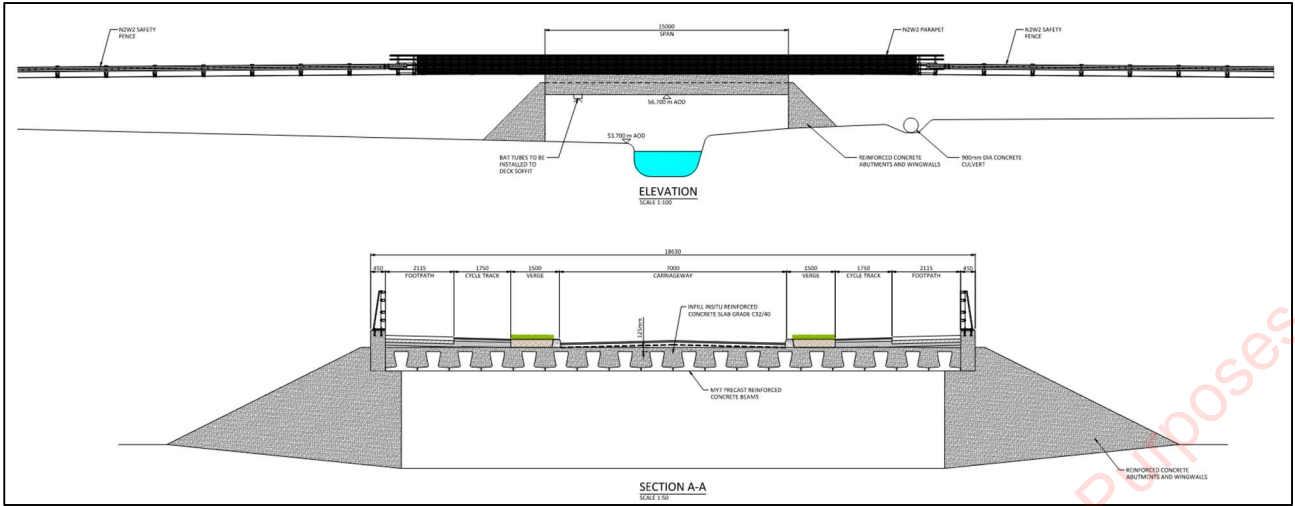 15000
SPAN
N2W2 SAFETY
FENCE
N2W2 PARAPET
N2W2 SAFETY
FENCE
56.700 m AOD
53.700 m AOD
BAT TUBES TO BE
INSTALLED TO
DECK SOFFIT
REINFORCED CONCRETE
ABUTMENTS AND WINGWALLS
900mm DIA CONCRETE
CULVERT
ELEVATION
SCALE 1:100
18630
450 2115 1750 1500 7000 1500 1750 2115 450
FOOTPATH CYCLE TRACK VERGE CARRIAGEWAY VERGE CYCLE TRACK FOOTPATH
INFILL INSITU REINFORCED
CONCRETE SLAB GRADE C32/40
125mm
MY7 PRECAST REINFORCED
CONCRETE BEAMS
REINFORCED CONCRETE
ABUTMENTS AND WINGWALLS
SECTION A-A
SCALE 1:50
Purposes